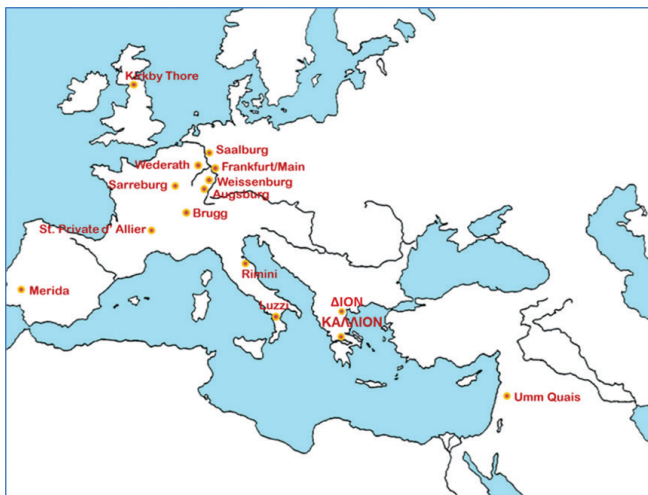 Kirkby Thore
Saalburg
Wederath
Frankfurt/Main
Sarreburg
Weissenburg
Augsburg
Brugg
St. Private d' Allier
Rimini
Merida
Luzzi
ΔΙΟΝ
ΚΑΛΛΙΟΝ
Umm Quais